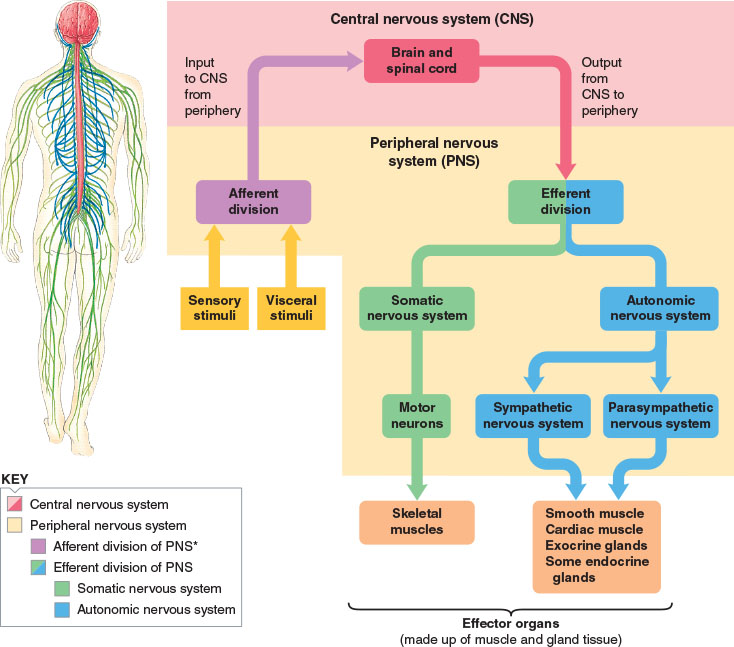 Central nervous system (CNS)
Input
to CNS
from
periphery
Brain and
spinal cord
Output
from
CNS to
periphery
Peripheral nervous
system (PNS)
Afferent
division
Efferent
division
Sensory
stimuli
Visceral
stimuli
Somatic
nervous system
Autonomic
nervous system
Motor
neurons
Sympathetic
nervous system
Parasympathetic
nervous system
Skeletal
muscles
Smooth muscle
Cardiac muscle
Exocrine glands
Some endocrine
glands
Effector organs
(made up of muscle and gland tissue)
KEY
Central nervous system
Peripheral nervous system
Afferent division of PNS*
Efferent division of PNS
Somatic nervous system
Autonomic nervous system